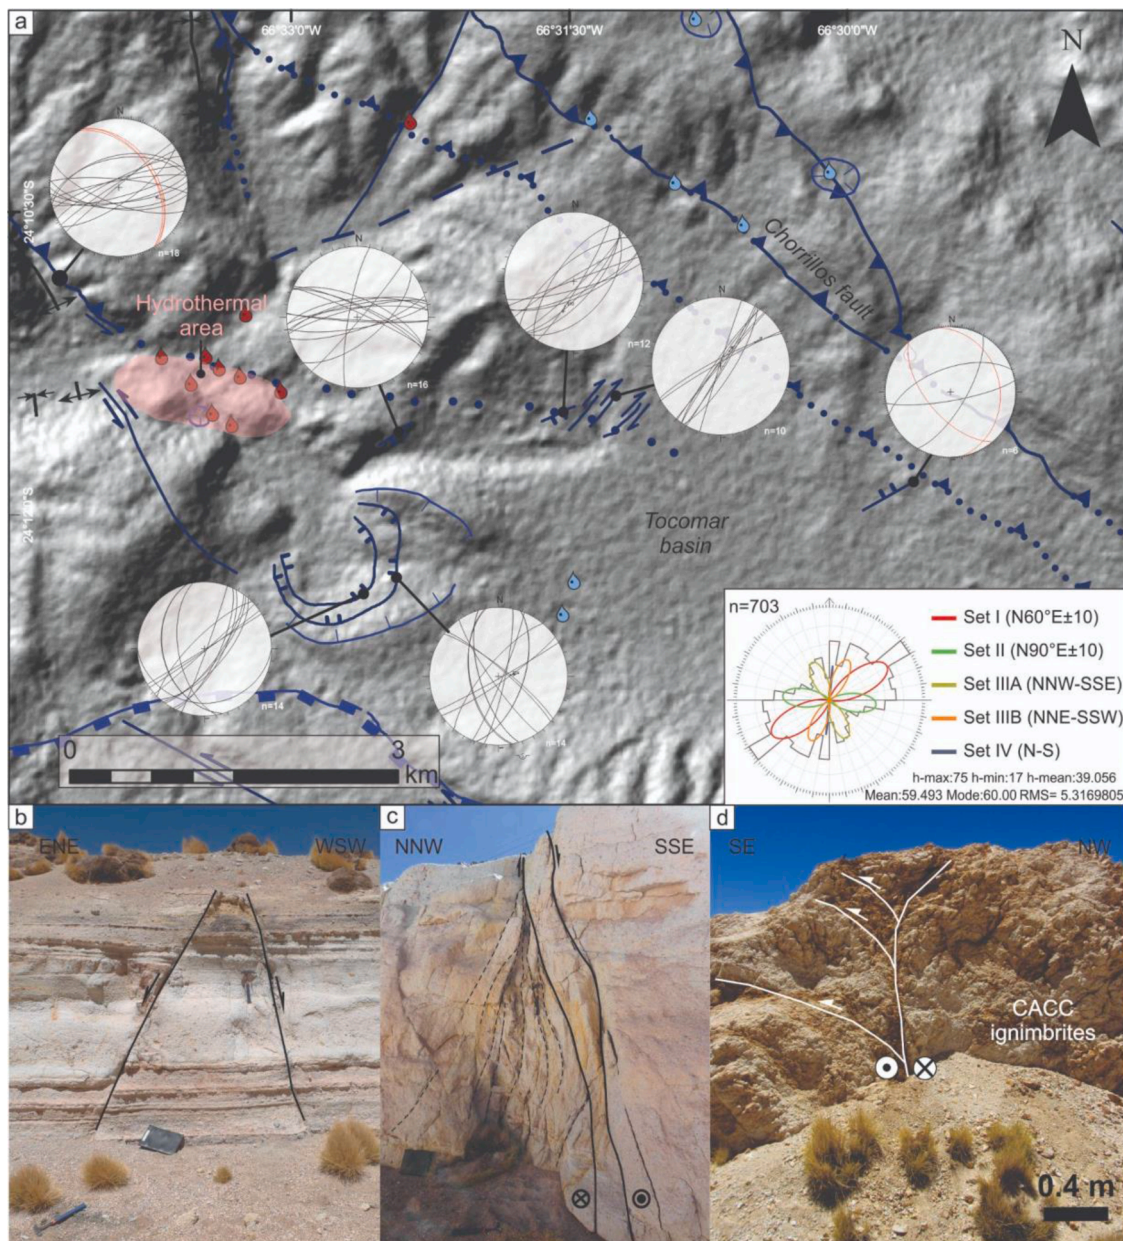 a
66°33'0"W
66°31'30"W
66°30'0"W
N
N
24°10'30"S
n=18
Chorrillos fault
N
N
Hydrothermal
area
n=12
N
N
n=16
n=10
n=6
24°12'0"S
Tocomar
basin
N
n=14
n=14
0
3
km
n=703
Set I (N60°E±10)
Set II (N90°E±10)
Set IIIA (NNW-SSE)
Set IIIB (NNE-SSW)
Set IV (N-S)
h-max:75 h-min:17 h-mean:39.056
Mean:59.493 Mode:60.00 RMS= 5.3169805
b
ENE
WSW
c
NNW
SSE
d
SE
NW
CACC
ignimbrites
0.4 m